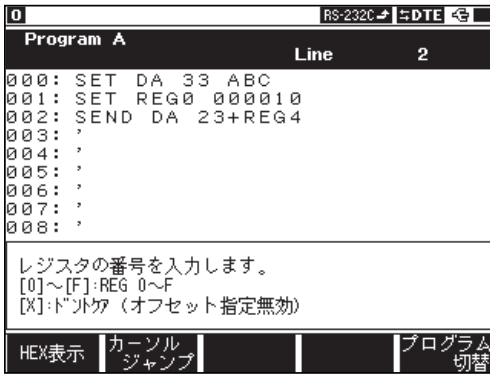 0 RS-232C DTE
Program A
Line 2
000: SET DA 33 ABC
001: SET REG0 000010
002: SEND DA 23+REG4
003: ’
004: ’
005: ’
006: ’
007: ’
008: ’
レジスタの番号を入力します。
[0]～[F]:REG 0～F
[X]:ﾄﾞﾝﾄｹｱ (オフセット指定無効)
HEX表示 カーソル ジャンプ プログラム 切替